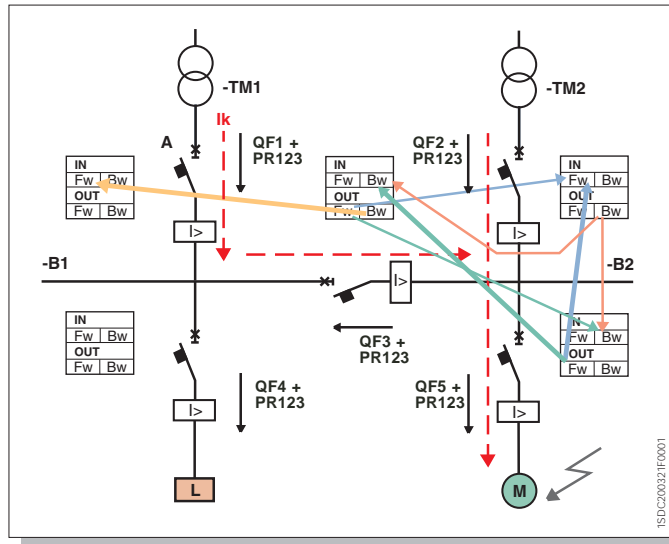 -TM1
-TM2
Ik
A
QF1 +
PR123
QF2 +
PR123
IN
Fw Bw
OUT
Fw Bw
IN
Fw Bw
OUT
Fw Bw
IN
Fw Bw
OUT
Fw Bw
I>
I>
-B1
I>
-B2
IN
Fw Bw
OUT
Fw Bw
QF3 +
PR123
IN
Fw Bw
OUT
Fw Bw
QF4 +
PR123
QF5 +
PR123
I>
I>
L
M
1SDC200321F0001